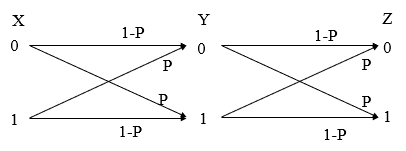 X Y Z
0 1-P 0 1-P 0
P P
P P
1 1 1
1-P 1-P